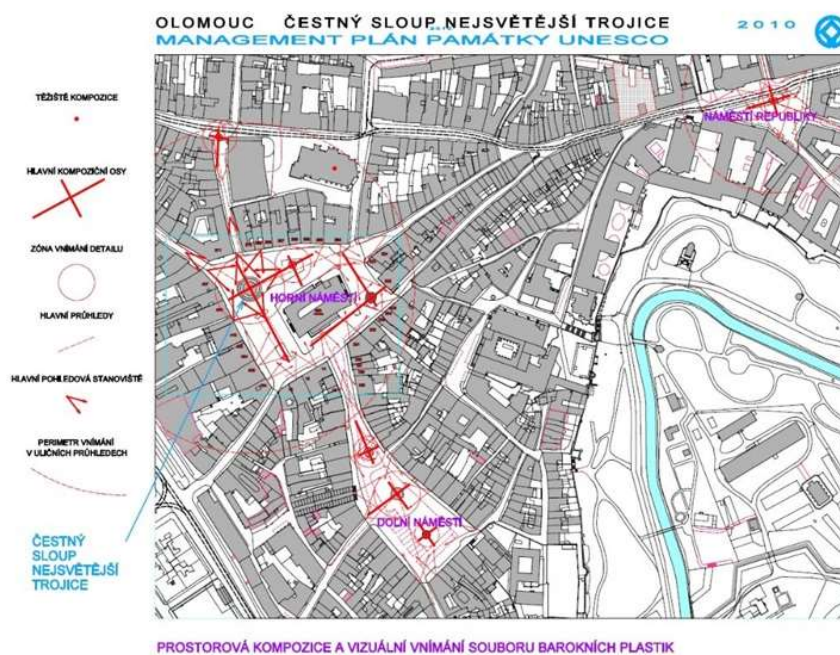 OLOMOUC ČESTNÝ SLOUP NEJSVĚTĚJŠÍ TROJICE 2010
MANAGEMENT PLÁN PAMÁTKY UNESCO
TĚŽIŠTĚ KOMPOZICE
HLAVNÍ KOMPOZIČNÍ OSY
ZÓNA VNÍMÁNÍ DETAILU
HLAVNÍ PRŮHLEDY
HLAVNÍ POHLEDOVÁ STANOVIŠTĚ
PERIMETR VNÍMÁNÍ
V ULIČNÍCH PRŮHLEDECH
ČESTNÝ
SLOUP
NEJSVĚTĚJŠÍ
TROJICE
NÁMĚSTÍ REPUBLIKY
HORNÍ NÁMĚSTÍ
DOLNÍ NÁMĚSTÍ
PROSTOROVÁ KOMPOZICE A VIZUÁLNÍ VNÍMÁNÍ SOUBORU BAROKNÍCH PLASTIK